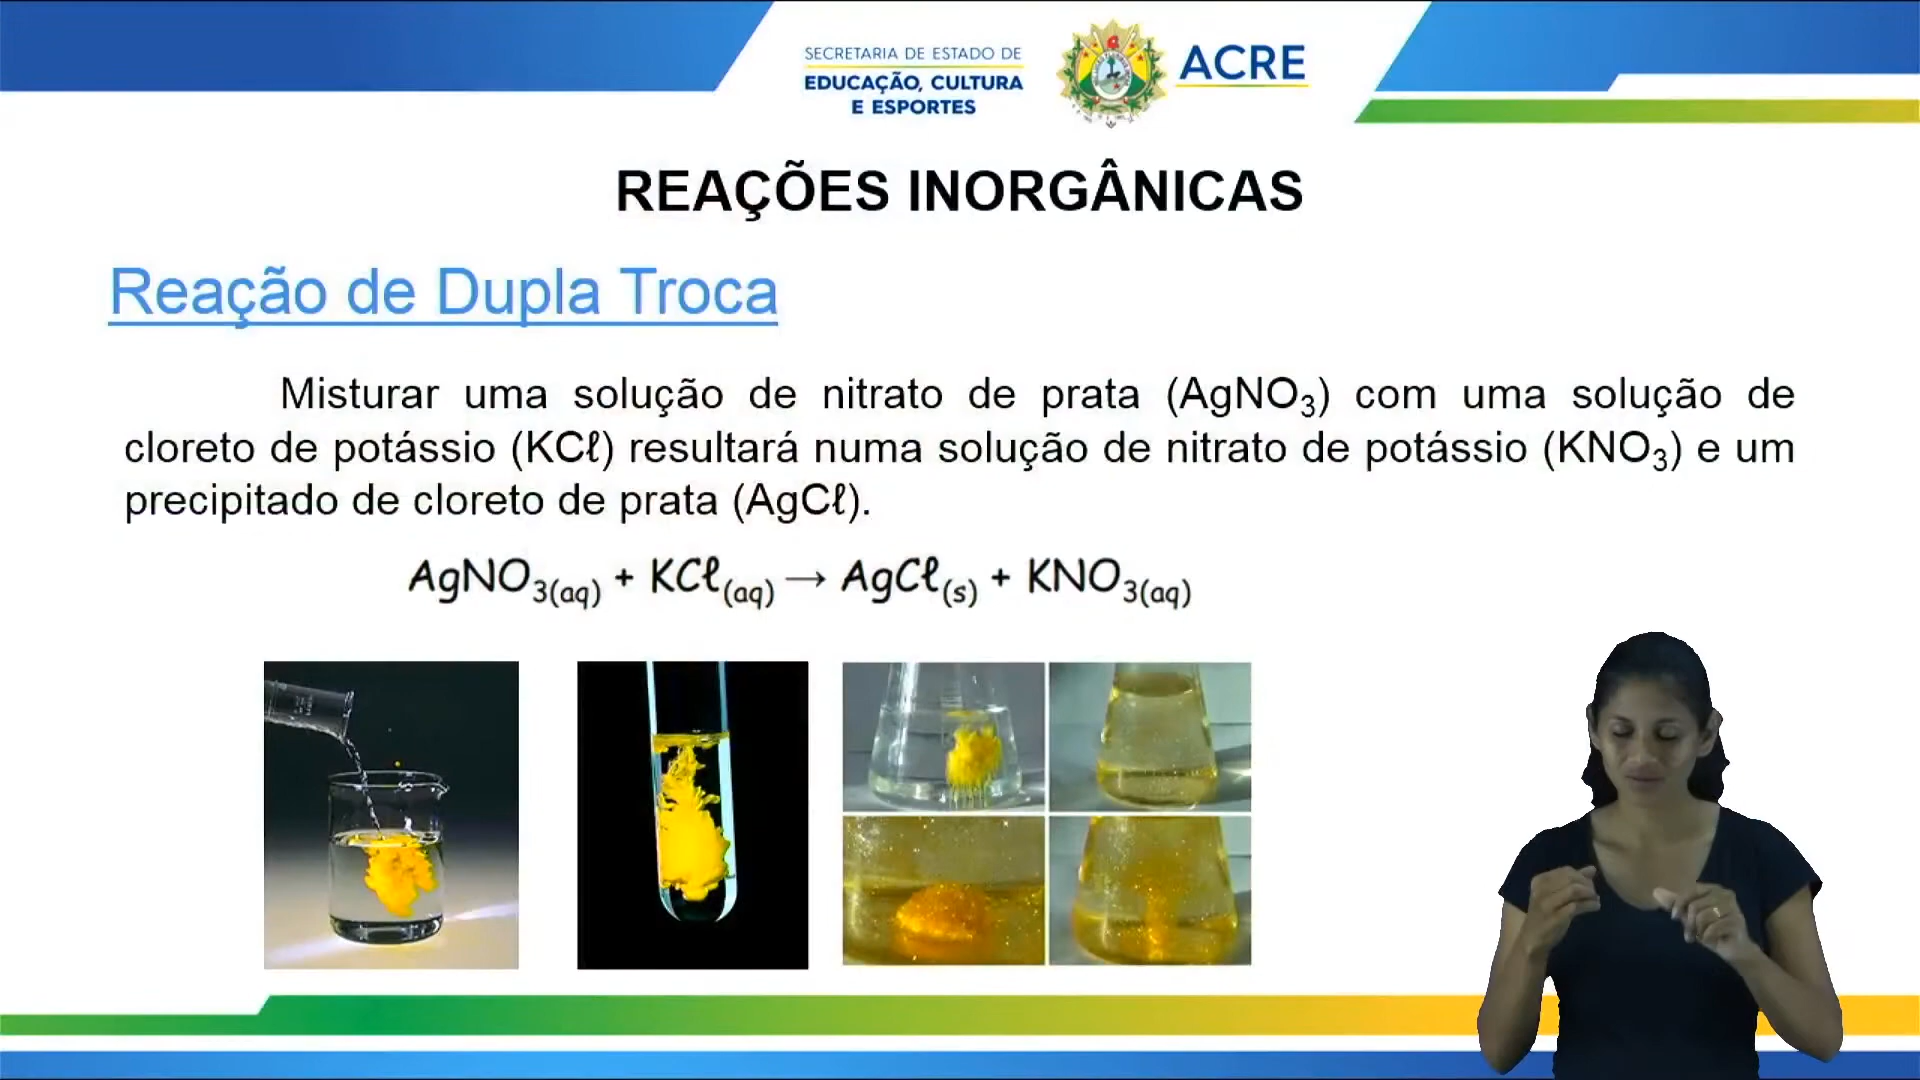 SECRETARIA DE ESTADO DE
EDUCAÇÃO, CULTURA
E ESPORTES
ACRE
REAÇÕES INORGÂNICAS
Reação de Dupla Troca
Misturar uma solução de nitrato de prata (AgNO₃) com uma solução de
cloreto de potássio (KCℓ) resultará numa solução de nitrato de potássio (KNO₃) e um
precipitado de cloreto de prata (AgCℓ).
AgNO₃(aq) + KCℓ(aq) → AgCℓ(s) + KNO₃(aq)